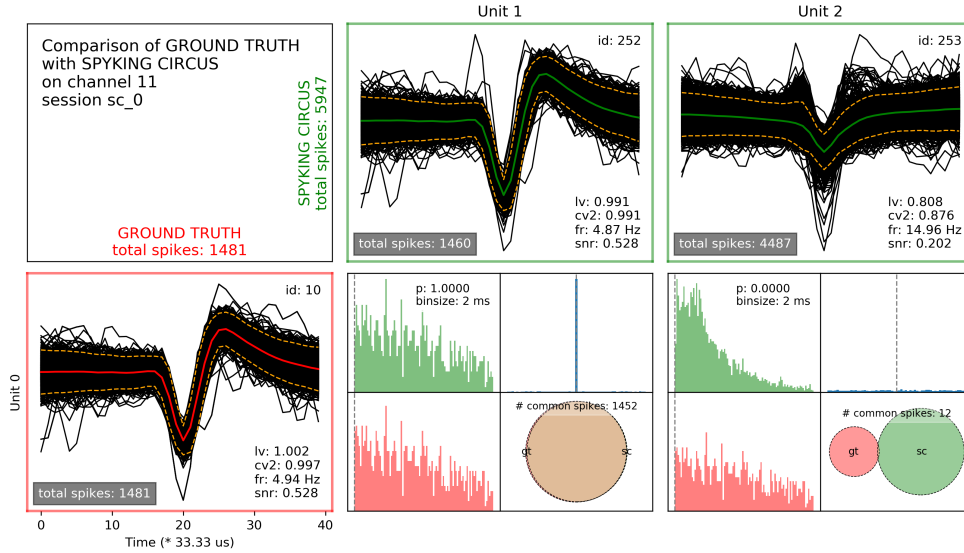 Unit 1
Unit 2
Comparison of GROUND TRUTH
with SPYKING CIRCUS
on channel 11
session sc_0
SPYKING CIRCUS
total spikes: 5947
GROUND TRUTH
total spikes: 1481
id: 252
lv: 0.991
cv2: 0.991
fr: 4.87 Hz
snr: 0.528
total spikes: 1460
id: 253
lv: 0.808
cv2: 0.876
fr: 14.96 Hz
snr: 0.202
total spikes: 4487
Unit 0
id: 10
lv: 1.002
cv2: 0.997
fr: 4.94 Hz
snr: 0.528
total spikes: 1481
0 10 20 30 40
Time (* 33.33 us)
p: 1.0000
binsize: 2 ms
# common spikes: 1452
gt sc
p: 0.0000
binsize: 2 ms
# common spikes: 12
gt sc